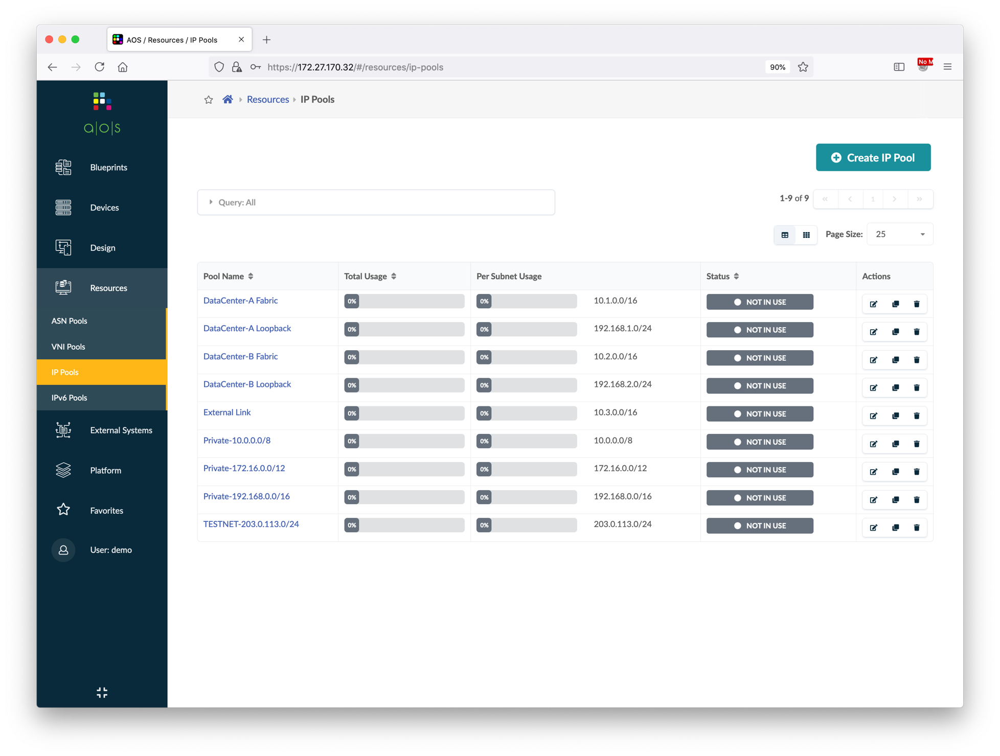 AOS / Resources / IP Pools
https://172.27.170.32/#/resources/ip-pools
90%
No M
a|o|s
Resources
IP Pools
Blueprints
Devices
Design
Resources
ASN Pools
VNI Pools
IP Pools
IPv6 Pools
External Systems
Platform
Favorites
User: demo
Create IP Pool
Query: All
1-9 of 9
1
Page Size: 25
Pool Name Total Usage Per Subnet Usage Status Actions
DataCenter-A Fabric 0% 0% 10.1.0.0/16 NOT IN USE
DataCenter-A Loopback 0% 0% 192.168.1.0/24 NOT IN USE
DataCenter-B Fabric 0% 0% 10.2.0.0/16 NOT IN USE
DataCenter-B Loopback 0% 0% 192.168.2.0/24 NOT IN USE
External Link 0% 0% 10.3.0.0/16 NOT IN USE
Private-10.0.0.0/8 0% 0% 10.0.0.0/8 NOT IN USE
Private-172.16.0.0/12 0% 0% 172.16.0.0/12 NOT IN USE
Private-192.168.0.0/16 0% 0% 192.168.0.0/16 NOT IN USE
TESTNET-203.0.113.0/24 0% 0% 203.0.113.0/24 NOT IN USE